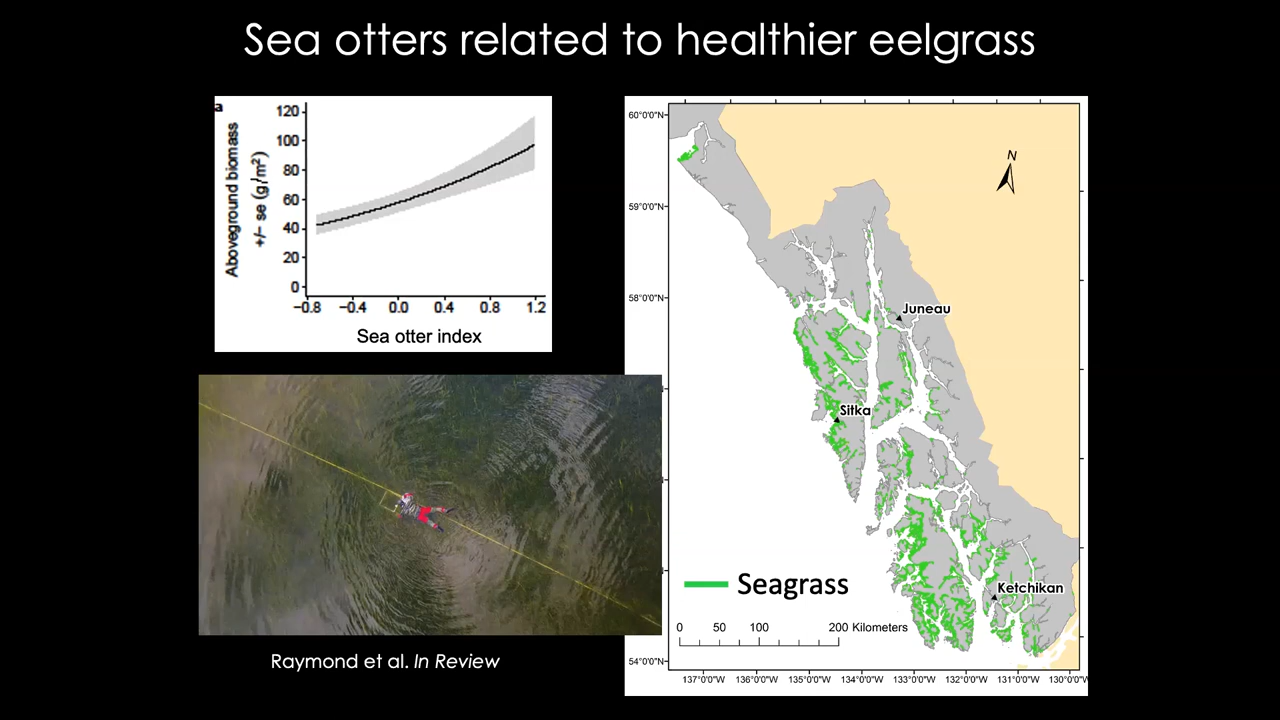 Sea otters related to healthier eelgrass
a
Aboveground biomass
+/- se (g/m²)
120
100
80
60
40
20
0
−0.8 −0.4 0.0 0.4 0.8 1.2
Sea otter index
Raymond et al. In Review
60°0'0"N
59°0'0"N
58°0'0"N
54°0'0"N
N
Juneau
Sitka
Ketchikan
Seagrass
0 50 100 200 Kilometers
137°0'0"W 136°0'0"W 135°0'0"W 134°0'0"W 133°0'0"W 132°0'0"W 131°0'0"W 130°0'0"W